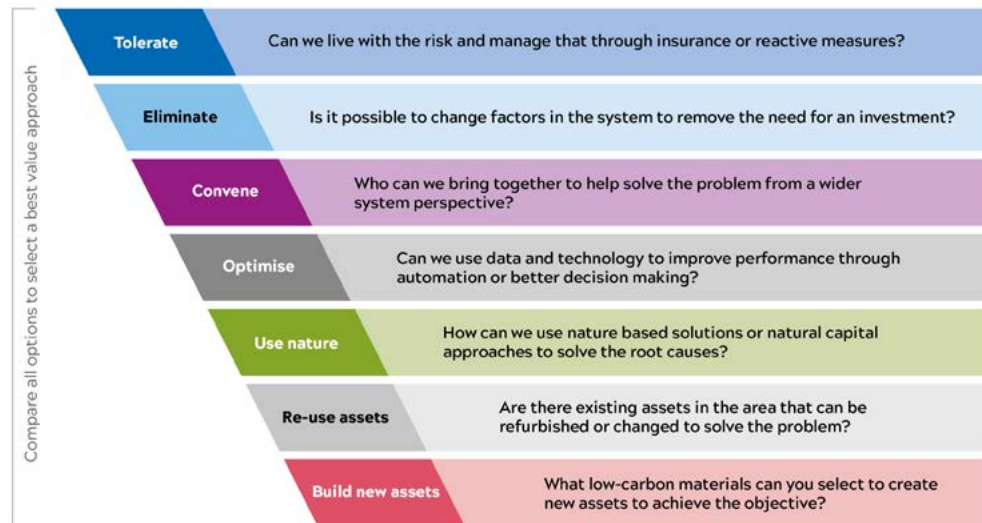 Compare all options to select a best value approach
Tolerate
Can we live with the risk and manage that through insurance or reactive measures?
Eliminate
Is it possible to change factors in the system to remove the need for an investment?
Convene
Who can we bring together to help solve the problem from a wider
system perspective?
Optimise
Can we use data and technology to improve performance through
automation or better decision making?
Use nature
How can we use nature based solutions or natural capital
approaches to solve the root causes?
Re-use assets
Are there existing assets in the area that can be
refurbished or changed to solve the problem?
Build new assets
What low-carbon materials can you select to create
new assets to achieve the objective?